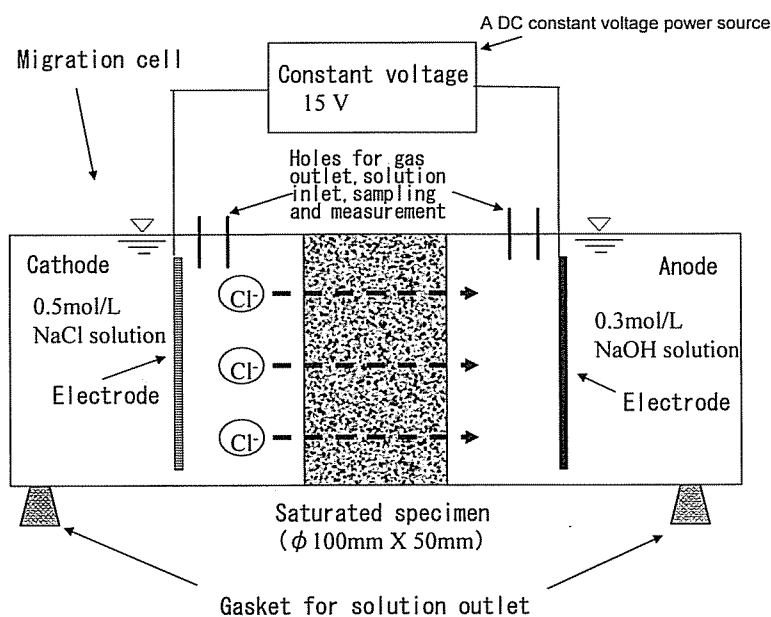 A DC constant voltage power source
Migration cell
Constant voltage
15 V
Holes for gas
outlet, solution
inlet, sampling
and measurement
Cathode
Anode
0.5mol/L
NaCl solution
Cl-
0.3mol/L
NaOH solution
Cl-
Electrode
Electrode
Cl-
Saturated specimen
(φ100mm X 50mm)
Gasket for solution outlet